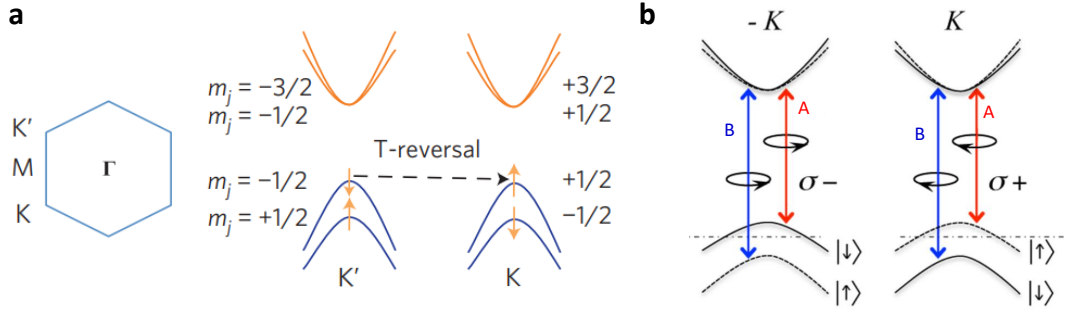 a
K'
M
K
Γ
m_j = −3/2
m_j = −1/2
+3/2
+1/2
T-reversal
m_j = −1/2
m_j = +1/2
+1/2
−1/2
K'
K
b
- K
K
B
A
σ−
|↓⟩
|↑⟩
B
A
σ+
|↑⟩
|↓⟩